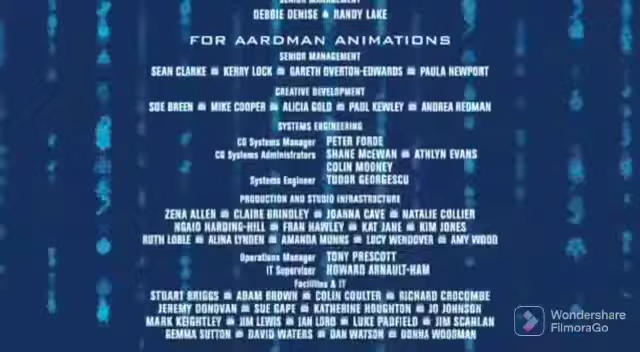 SENIOR MANAGEMENT
DEBBIE DENISE RANDY LAKE
FOR AARDMAN ANIMATIONS
SENIOR MANAGEMENT
SEAN CLARKE KERRY LOCK GARETH OVERTON-EDWARDS PAULA NEWPORT
CREATIVE DEVELOPMENT
SUE BREEN MIKE COOPER ALICIA GOLD PAUL KEWLEY ANDREA REDMAN
SYSTEMS ENGINEERING
CG Systems Manager PETER FORDE
CG Systems Administrators SHANE McEWAN ATHLYN EVANS
COLIN MOONEY
Systems Engineer TUDOR GEORGESCU
PRODUCTION AND STUDIO INFRASTRUCTURE
ZENA ALLEN CLAIRE BRINDLEY JOANNA CAVE NATALIE COLLIER
NGAIO HARDING-HILL FRAN HAWLEY KAT JANE KIM JONES
RUTH LOBLE ALINA LYNDEN AMANDA MUNNS LUCY WENDOVER AMY WOOD
Operations Manager TONY PRESCOTT
IT Supervisor HOWARD ARNAULT-HAM
Facilities & IT
STUART BRIGGS ADAM BROWN COLIN COULTER RICHARD CROCOMBE
JEREMY DONOVAN SUE GAPE KATHERINE HOUGHTON JO JOHNSON
MARK KEIGHTLEY JIM LEWIS IAN LORD LUKE PADFIELD JIM SCANLAN
GEMMA SUTTON DAVID WATERS DAN WATSON DONNA WOODMAN
Wondershare
FilmoraGo